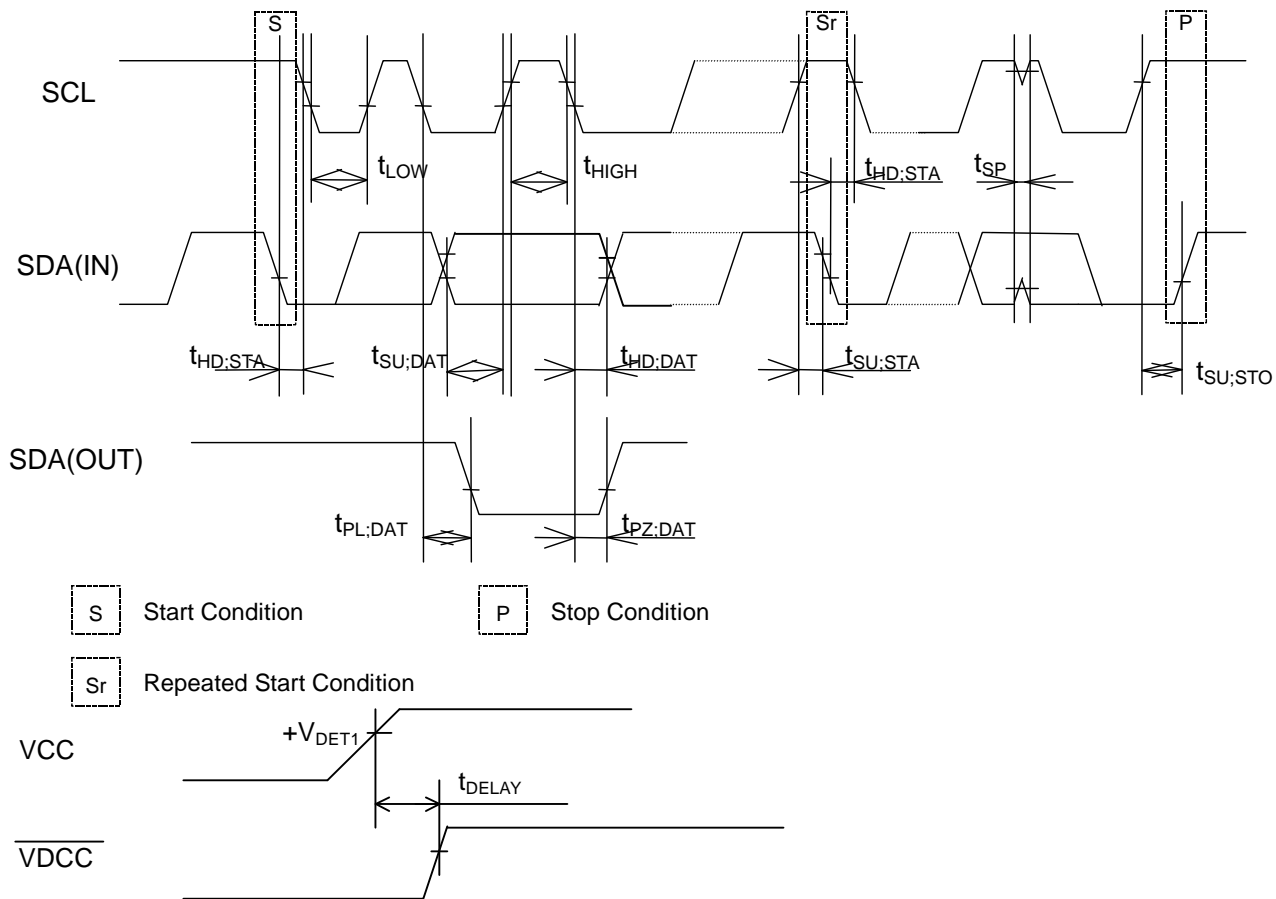 S Sr P
SCL
tLOW tHIGH tHD;STA tSP
SDA(IN)
tHD;STA tSU;DAT tHD;DAT tSU;STA tSU;STO
SDA(OUT)
tPL;DAT tPZ;DAT
S Start Condition P Stop Condition
Sr Repeated Start Condition
+VDET1
VCC
tDELAY
VDCC